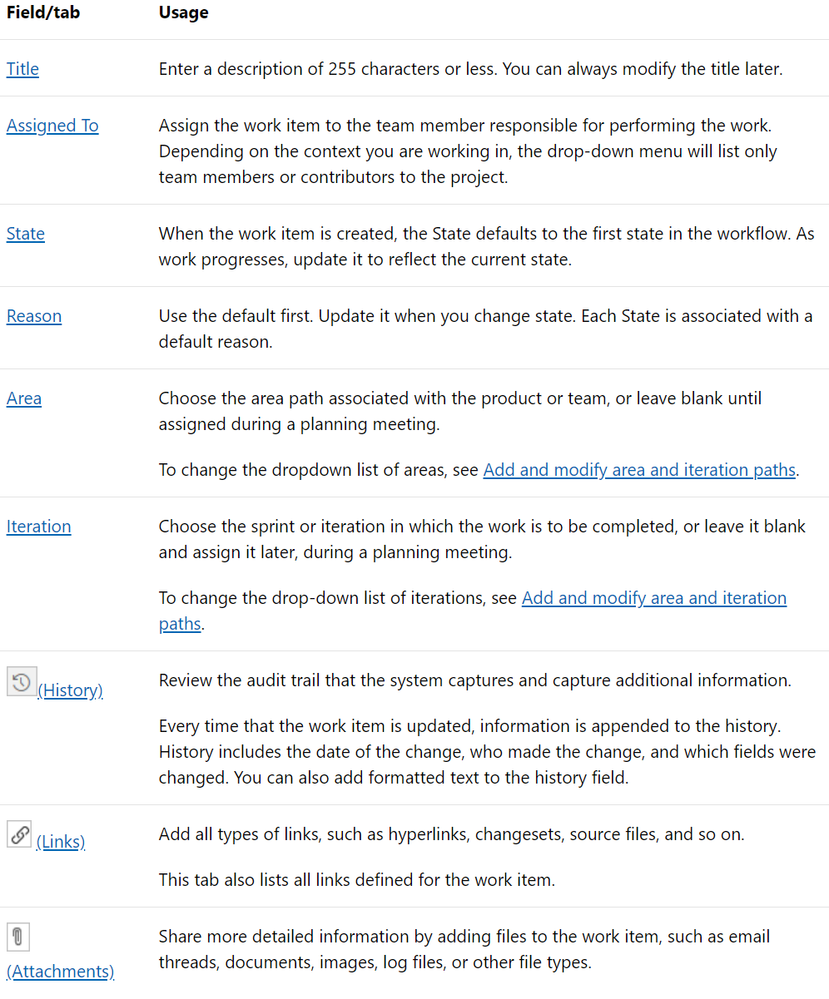 Field/tab Usage
Title Enter a description of 255 characters or less. You can always modify the title later.
Assigned To Assign the work item to the team member responsible for performing the work.
Depending on the context you are working in, the drop-down menu will list only
team members or contributors to the project.
State When the work item is created, the State defaults to the first state in the workflow. As
work progresses, update it to reflect the current state.
Reason Use the default first. Update it when you change state. Each State is associated with a
default reason.
Area Choose the area path associated with the product or team, or leave blank until
assigned during a planning meeting.
To change the dropdown list of areas, see Add and modify area and iteration paths.
Iteration Choose the sprint or iteration in which the work is to be completed, or leave it blank
and assign it later, during a planning meeting.
To change the drop-down list of iterations, see Add and modify area and iteration
paths.
(History) Review the audit trail that the system captures and capture additional information.
Every time that the work item is updated, information is appended to the history.
History includes the date of the change, who made the change, and which fields were
changed. You can also add formatted text to the history field.
(Links) Add all types of links, such as hyperlinks, changesets, source files, and so on.
This tab also lists all links defined for the work item.
(Attachments) Share more detailed information by adding files to the work item, such as email
threads, documents, images, log files, or other file types.